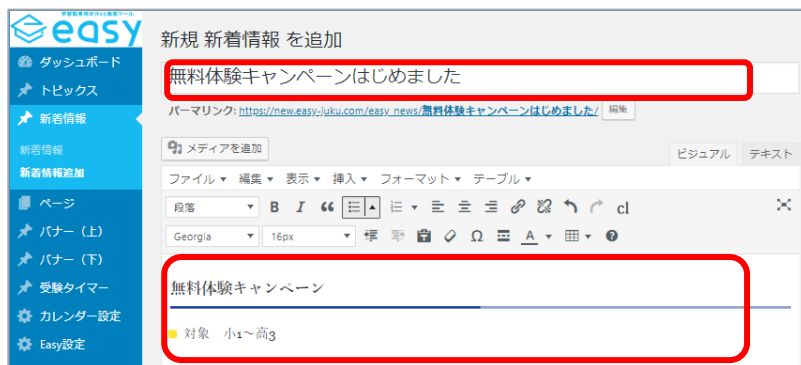 学習塾専用のWeb集客ツール
easy
ダッシュボード
トピックス
新着情報
新着情報
新着情報追加
ページ
バナー（上）
バナー（下）
受験タイマー
カレンダー設定
Easy設定
新規 新着情報 を追加
無料体験キャンペーンはじめました
パーマリンク: https://new.easy-juku.com/easy_news/無料体験キャンペーンはじめました/ 編集
メディアを追加
ビジュアル テキスト
ファイル 編集 表示 挿入 フォーマット テーブル
段落 B I cl
Georgia 16px Ω A
無料体験キャンペーン
対象 小1～高3